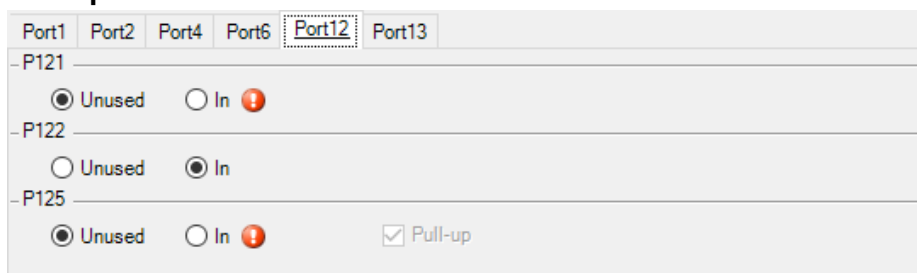 Port1 Port2 Port4 Port6 Port12 Port13
P121
Unused In
P122
Unused In
P125
Unused In Pull-up